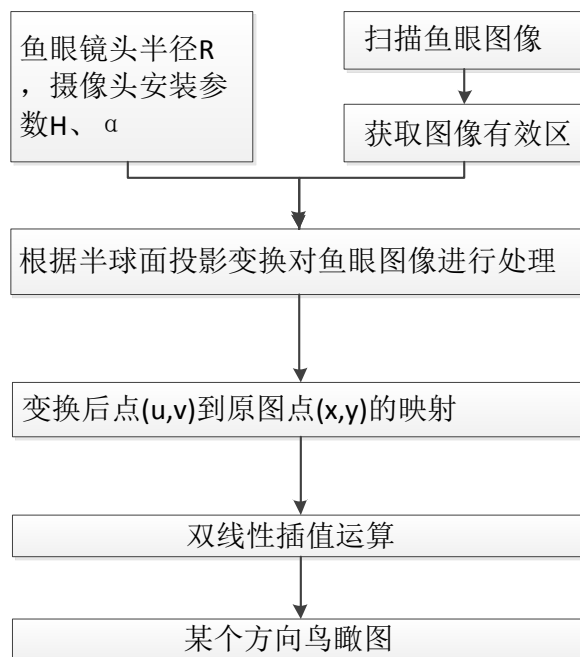 鱼眼镜头半径R
，摄像头安装参
数H、α
扫描鱼眼图像
获取图像有效区
根据半球面投影变换对鱼眼图像进行处理
变换后点(u,v)到原图点(x,y)的映射
双线性插值运算
某个方向鸟瞰图